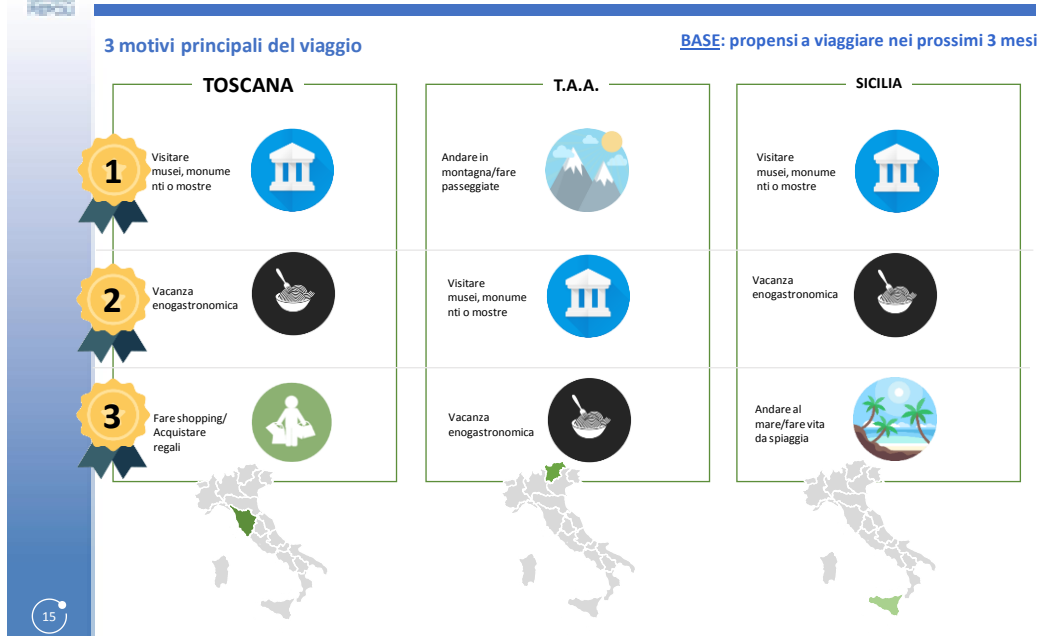 3 motivi principali del viaggio
BASE: propensi a viaggiare nei prossimi 3 mesi
TOSCANA
1
Visitare
musei, monume
nti o mostre
2
Vacanza
enogastronomica
3
Fare shopping/
Acquistare
regali
T.A.A.
Andare in
montagna/fare
passeggiate
Visitare
musei, monume
nti o mostre
Vacanza
enogastronomica
SICILIA
Visitare
musei, monume
nti o mostre
Vacanza
enogastronomica
Andare al
mare/fare vita
da spiaggia
15